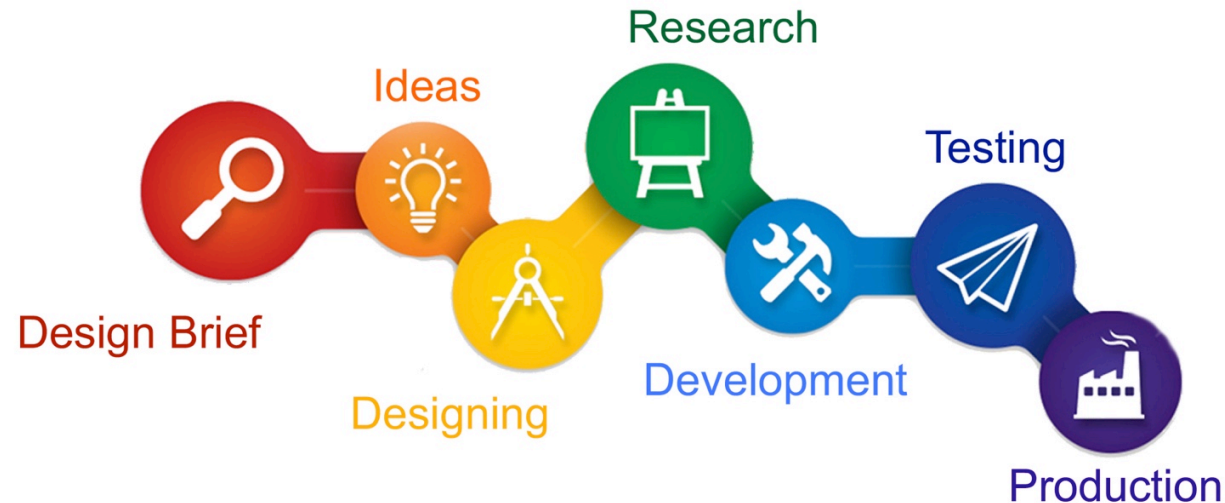 Design Brief
Ideas
Designing
Research
Development
Testing
Production